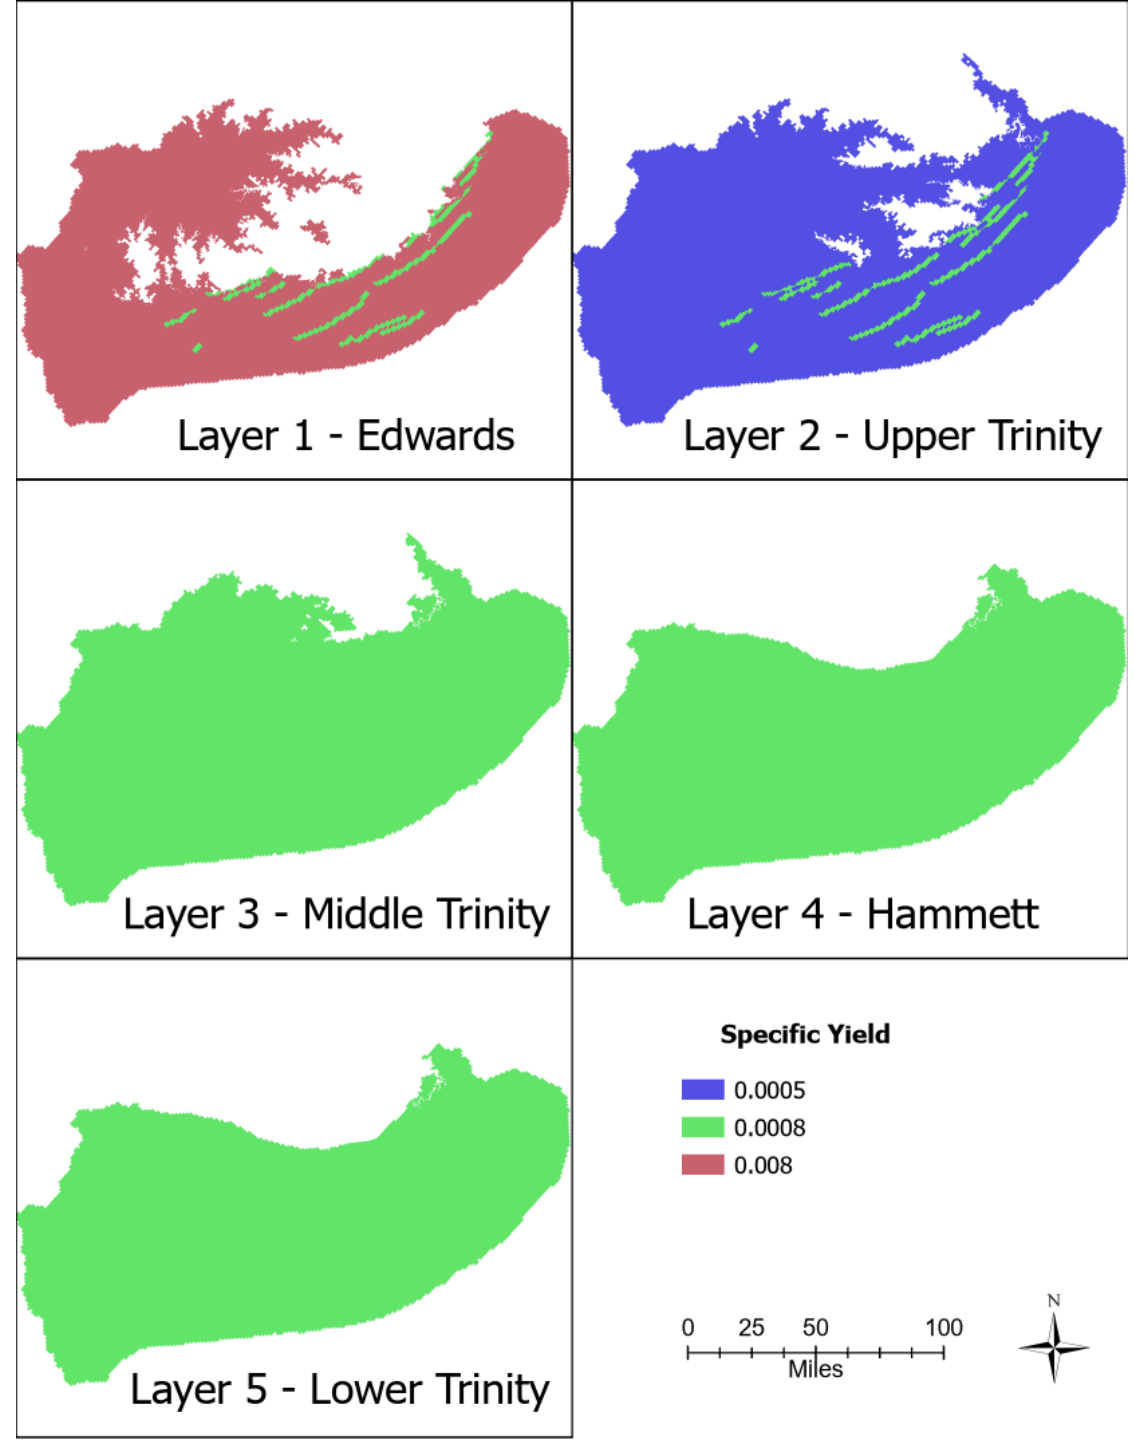 Layer 1 - Edwards
Layer 2 - Upper Trinity
Layer 3 - Middle Trinity
Layer 4 - Hammett
Layer 5 - Lower Trinity
Specific Yield
0.0005
0.0008
0.008
0 25 50 100
Miles
N